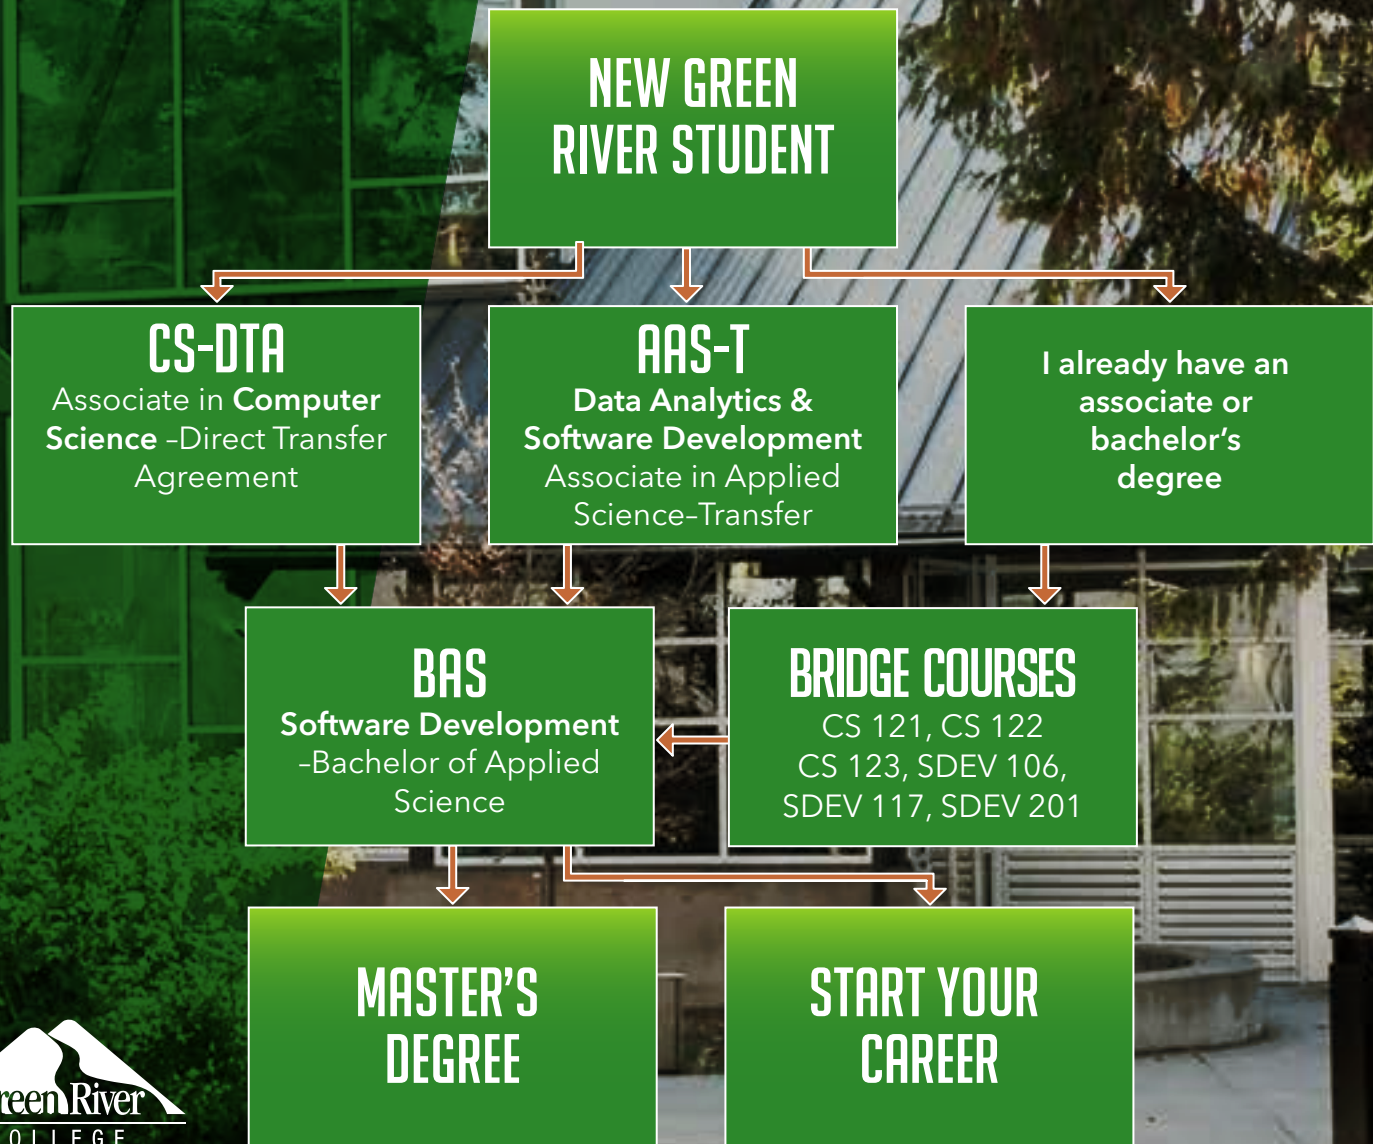 NEW GREEN
RIVER STUDENT
CS-DTA
Associate in Computer
Science –Direct Transfer
Agreement
AAS-T
Data Analytics &
Software Development
Associate in Applied
Science–Transfer
I already have an
associate or
bachelor's
degree
BAS
Software Development
–Bachelor of Applied
Science
BRIDGE COURSES
CS 121, CS 122
CS 123, SDEV 106,
SDEV 117, SDEV 201
MASTER'S
DEGREE
START YOUR
CAREER
reen River
OLLEGE